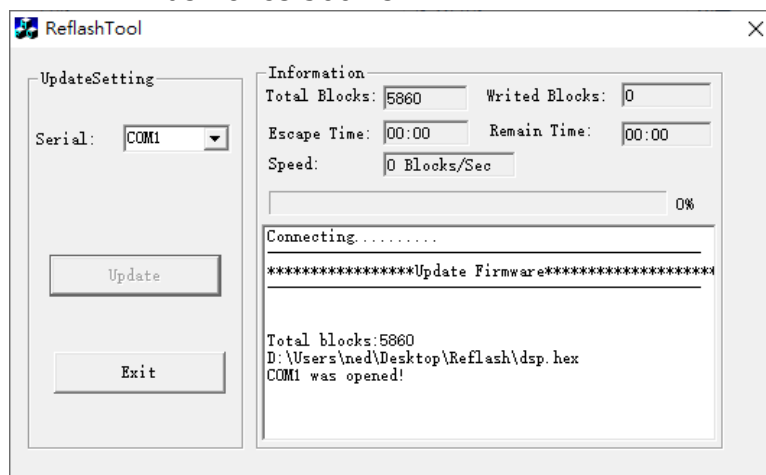 ReflashTool
UpdateSetting
Serial: COM1
Update
Exit
Information
Total Blocks: 5860 Writed Blocks: 0
Escape Time: 00:00 Remain Time: 00:00
Speed: 0 Blocks/Sec
0%
Connecting..........
*****************Update Firmware********************
Total blocks:5860
D:\Users\ned\Desktop\Reflash\dsp.hex
COM1 was opened!